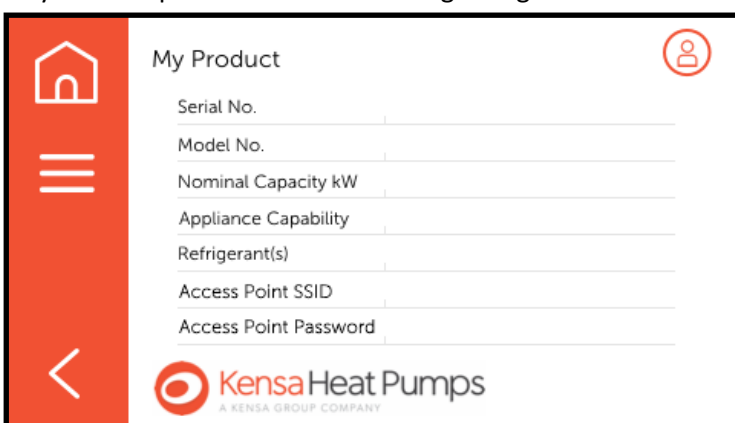 My Product
Serial No.
Model No.
Nominal Capacity kW
Appliance Capability
Refrigerant(s)
Access Point SSID
Access Point Password
Kensa Heat Pumps
A KENSA GROUP COMPANY